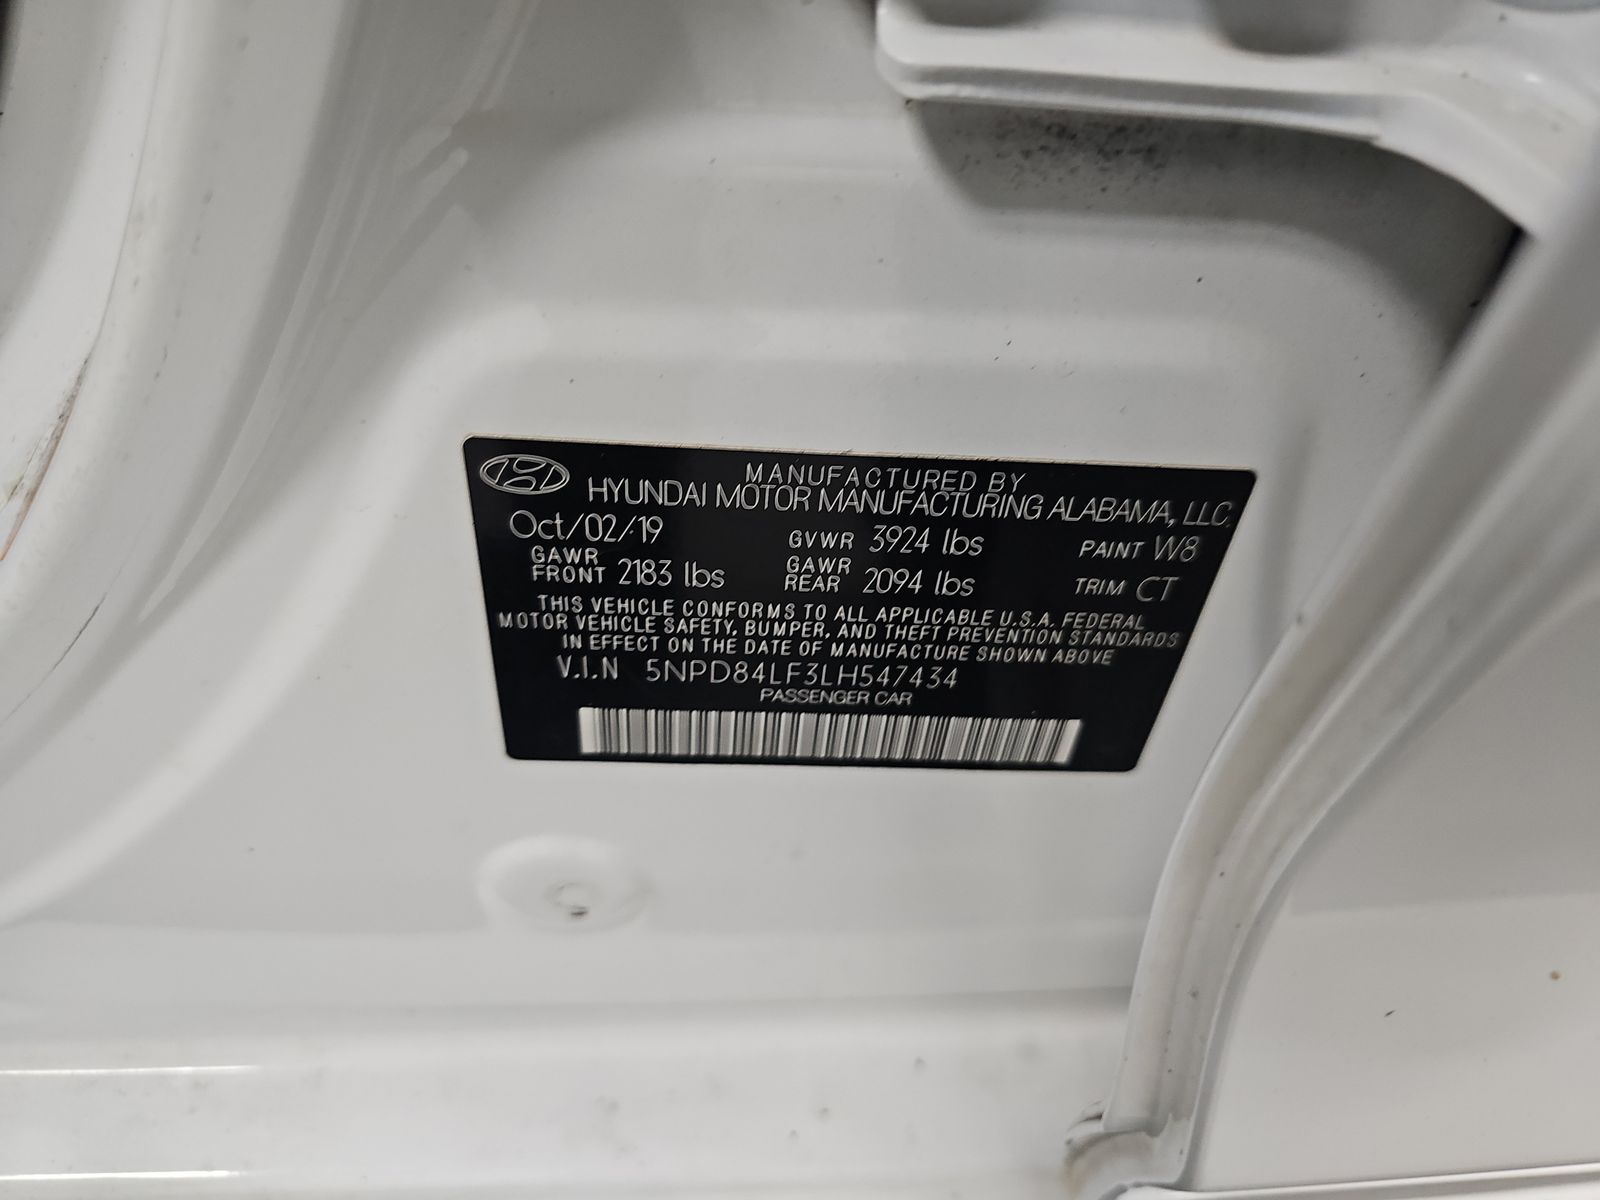 MANUFACTURED BY
HYUNDAI MOTOR MANUFACTURING ALABAMA, LLC.
Oct/02/19 GVWR 3924 lbs PAINT W8
GAWR FRONT 2183 lbs GAWR REAR 2094 lbs TRIM CT
THIS VEHICLE CONFORMS TO ALL APPLICABLE U.S.A. FEDERAL
MOTOR VEHICLE SAFETY, BUMPER, AND THEFT PREVENTION STANDARDS
IN EFFECT ON THE DATE OF MANUFACTURE SHOWN ABOVE
V.I.N 5NPD84LF3LH547434
PASSENGER CAR